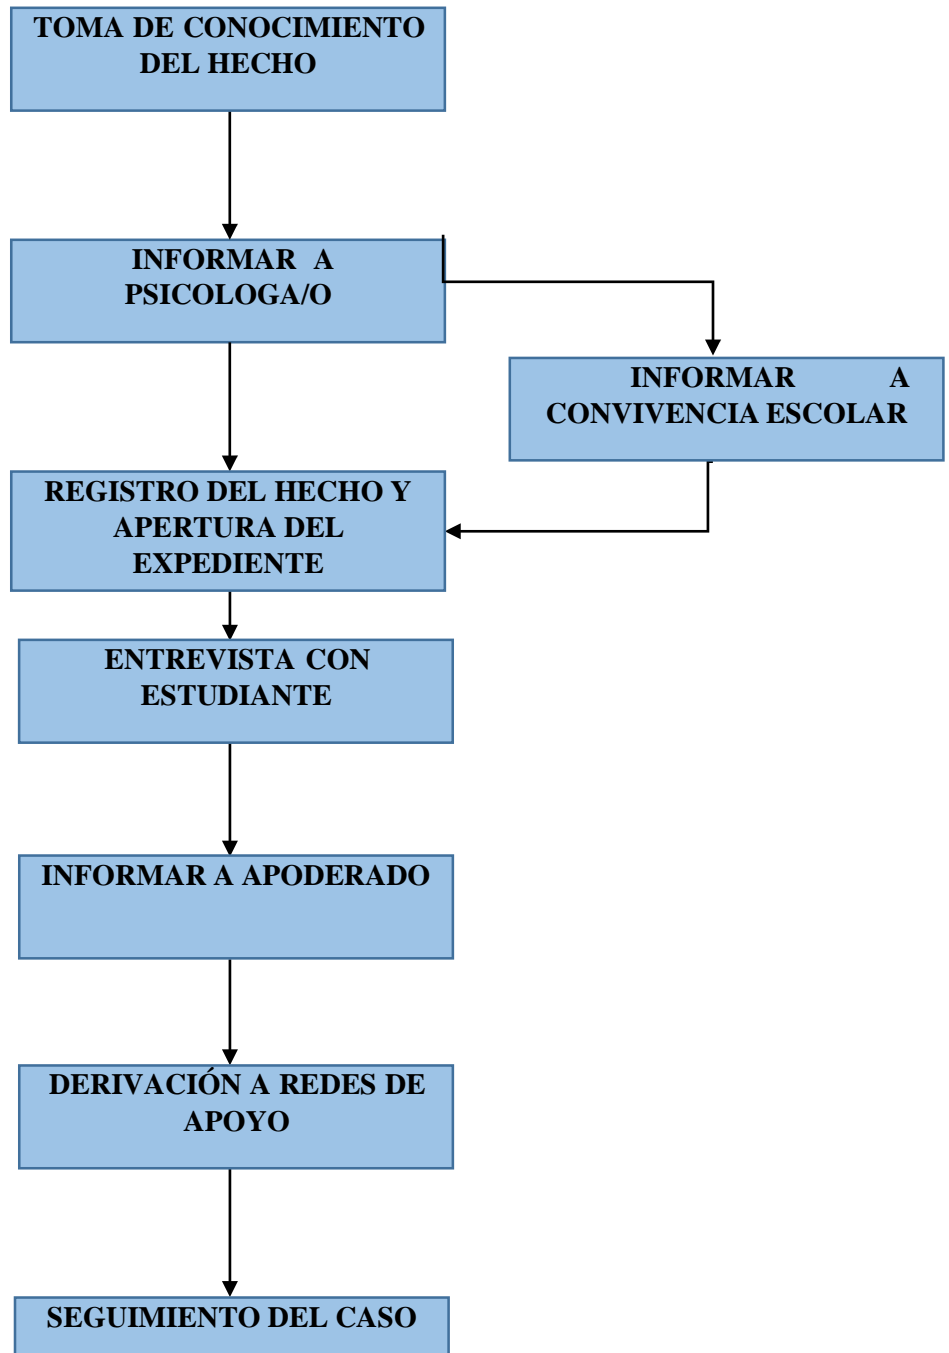 TOMA DE CONOCIMIENTO
DEL HECHO
INFORMAR A
PSICOLOGA/O
INFORMAR A
CONVIVENCIA ESCOLAR
REGISTRO DEL HECHO Y
APERTURA DEL
EXPEDIENTE
ENTREVISTA CON
ESTUDIANTE
INFORMAR A APODERADO
DERIVACIÓN A REDES DE
APOYO
SEGUIMIENTO DEL CASO